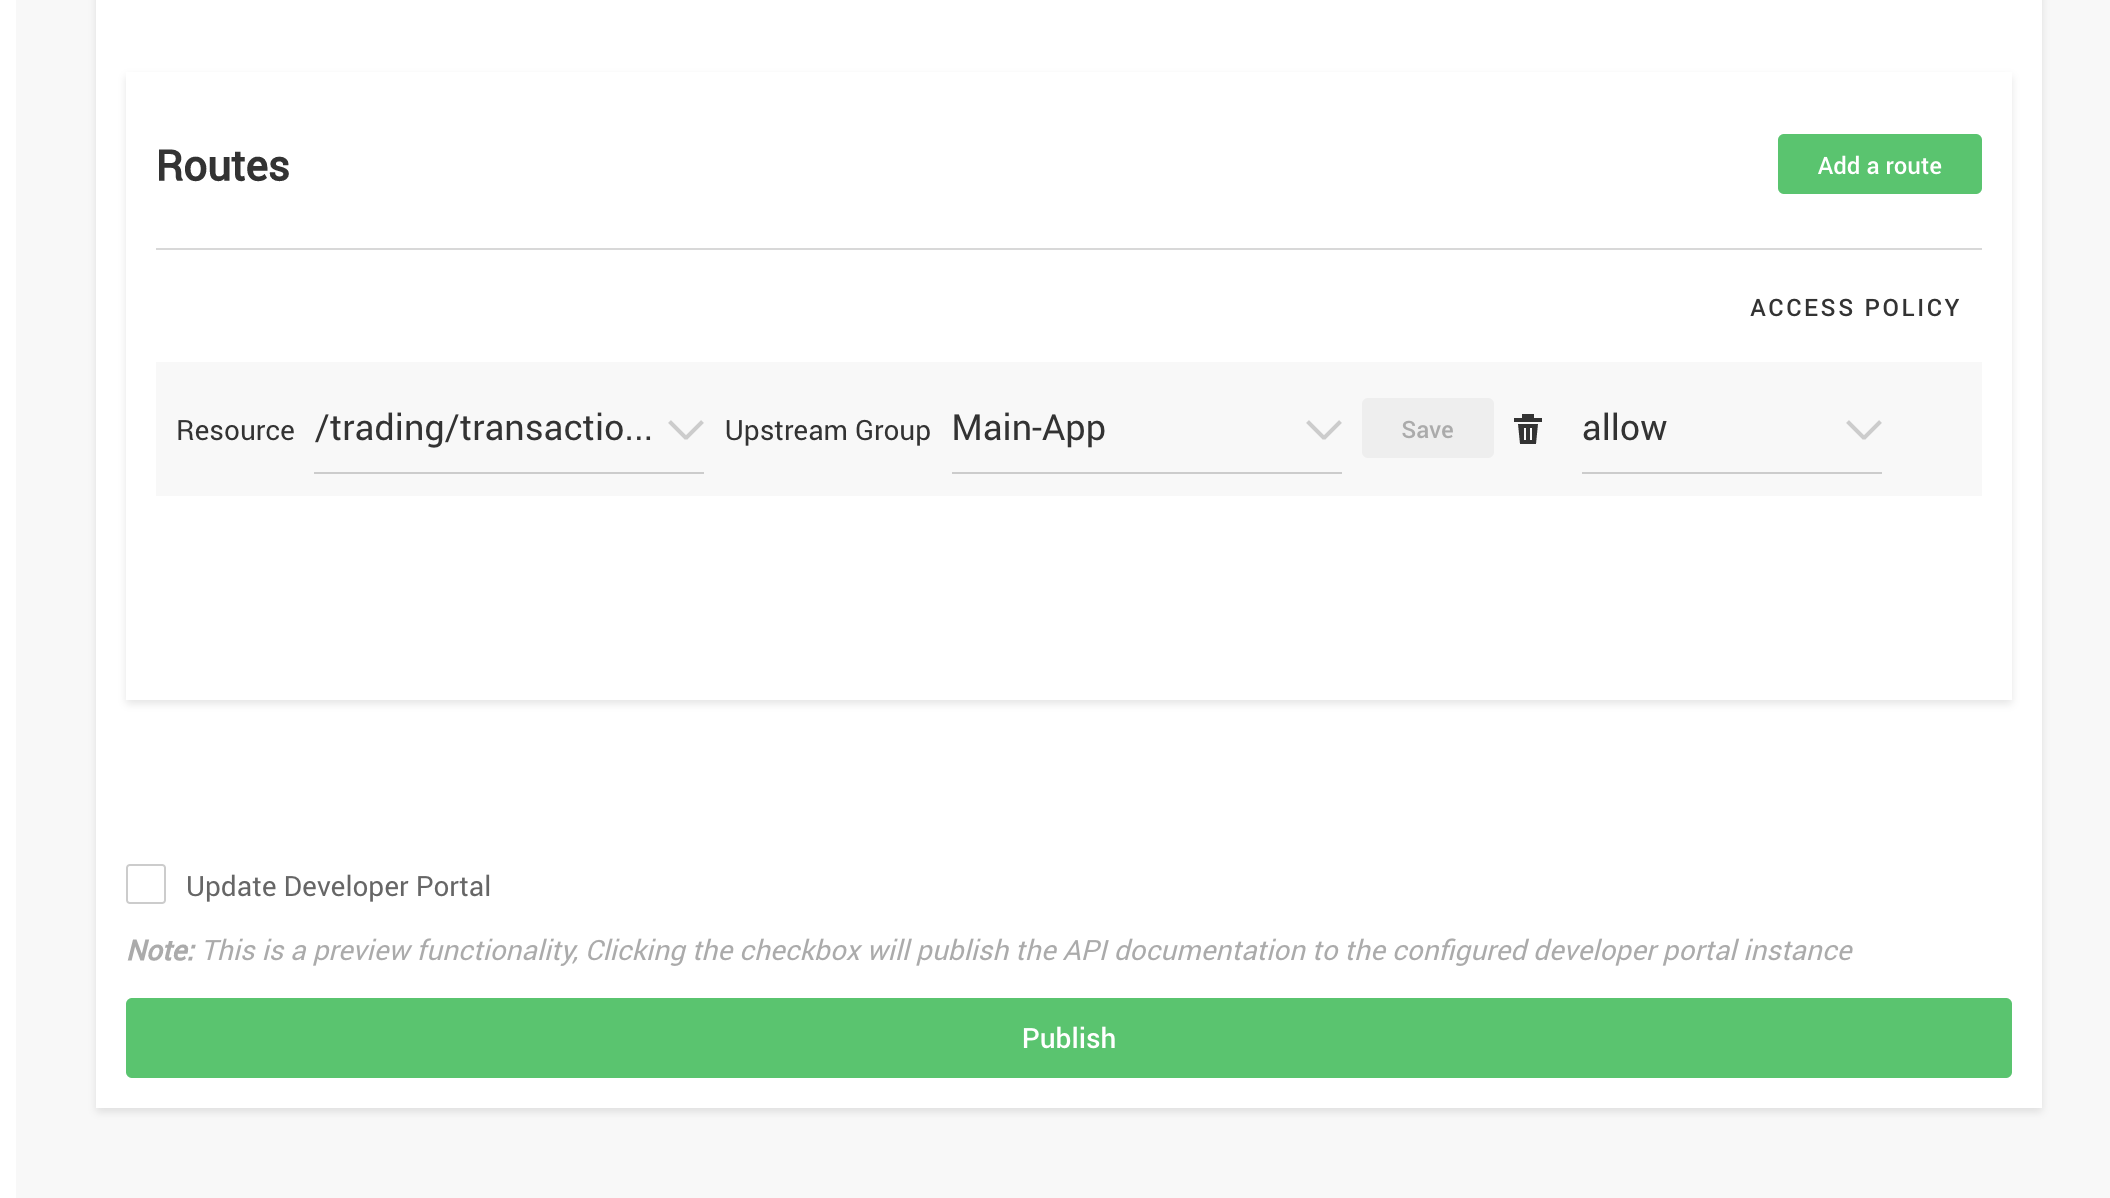 Routes
Add a route
ACCESS POLICY
Resource /trading/transactio... Upstream Group Main-App Save allow
Update Developer Portal
Note: This is a preview functionality, Clicking the checkbox will publish the API documentation to the configured developer portal instance
Publish